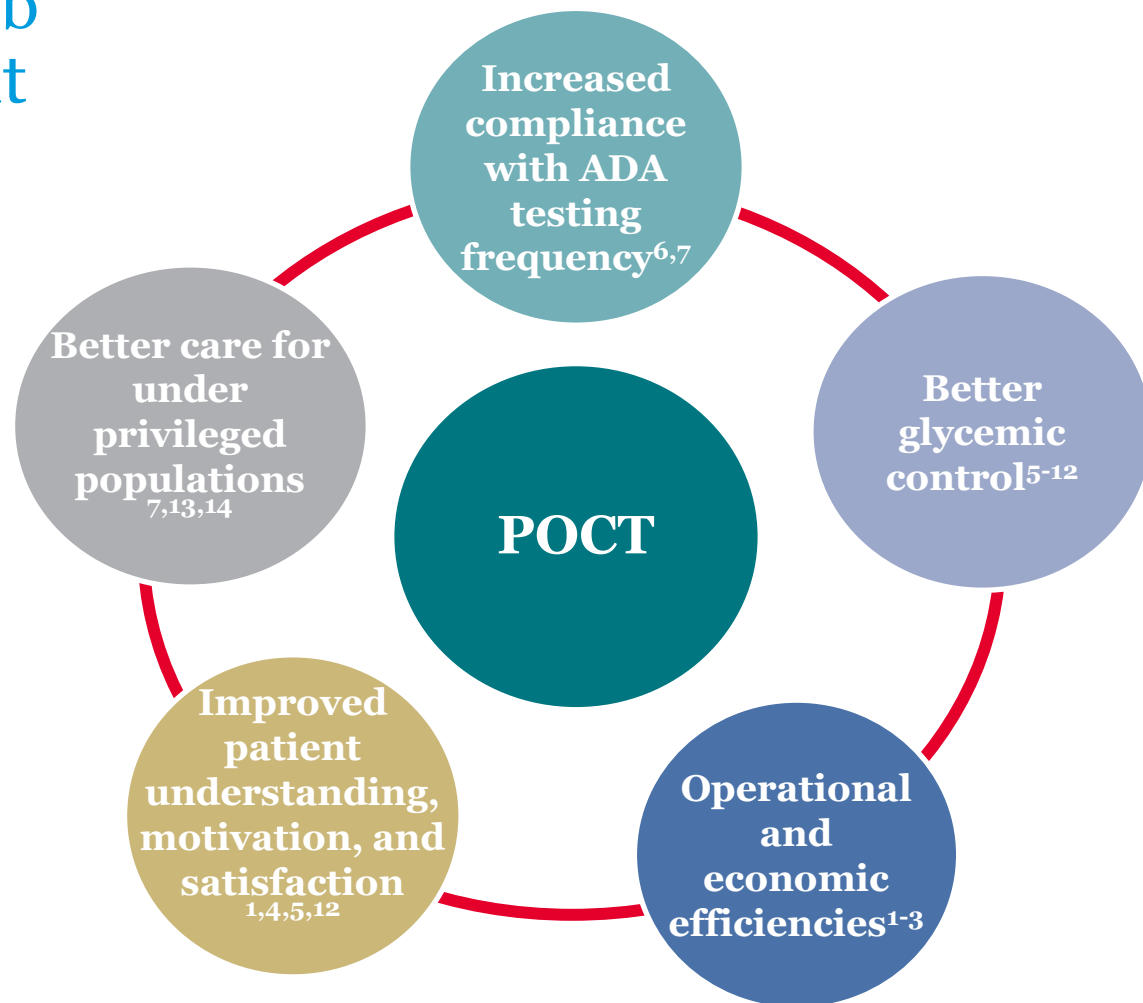 b
t
Increased
compliance
with ADA
testing
frequency6,7
Better care for
under
privileged
populations
7,13,14
Better
glycemic
control5-12
POCT
Improved
patient
understanding,
motivation, and
satisfaction
1,4,5,12
Operational
and
economic
efficiencies1-3